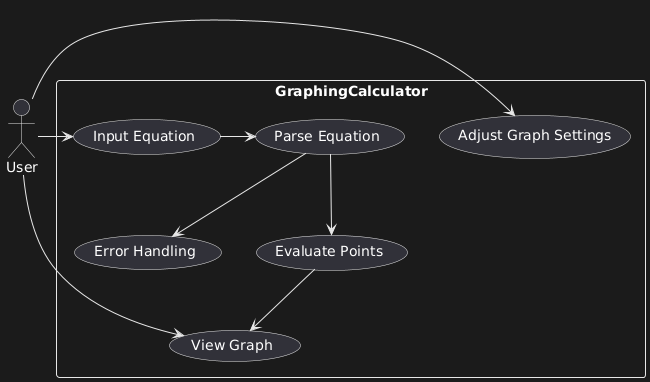 GraphingCalculator
User
Input Equation
Parse Equation
Adjust Graph Settings
Error Handling
Evaluate Points
View Graph